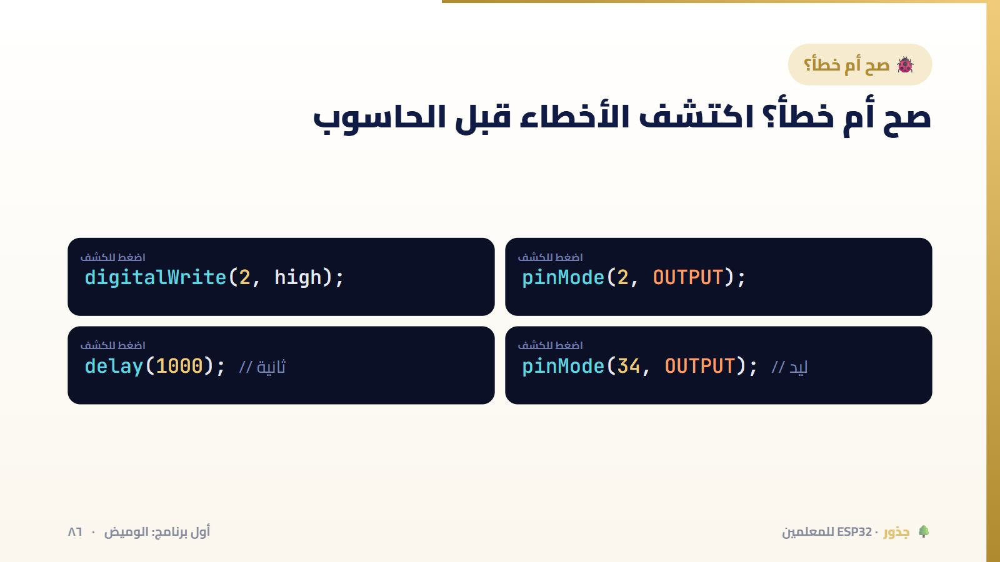 صح أم خطأ؟
صح أم خطأ؟ اكتشف الأخطاء قبل الحاسوب
اضغط للكشف
pinMode(2, OUTPUT);
اضغط للكشف
digitalWrite(2, high);
اضغط للكشف
pinMode(34, OUTPUT); // ليد
اضغط للكشف
delay(1000); // ثانية
جذور · ESP32 للمعلمين
أول برنامج: الوميض · ٨٦